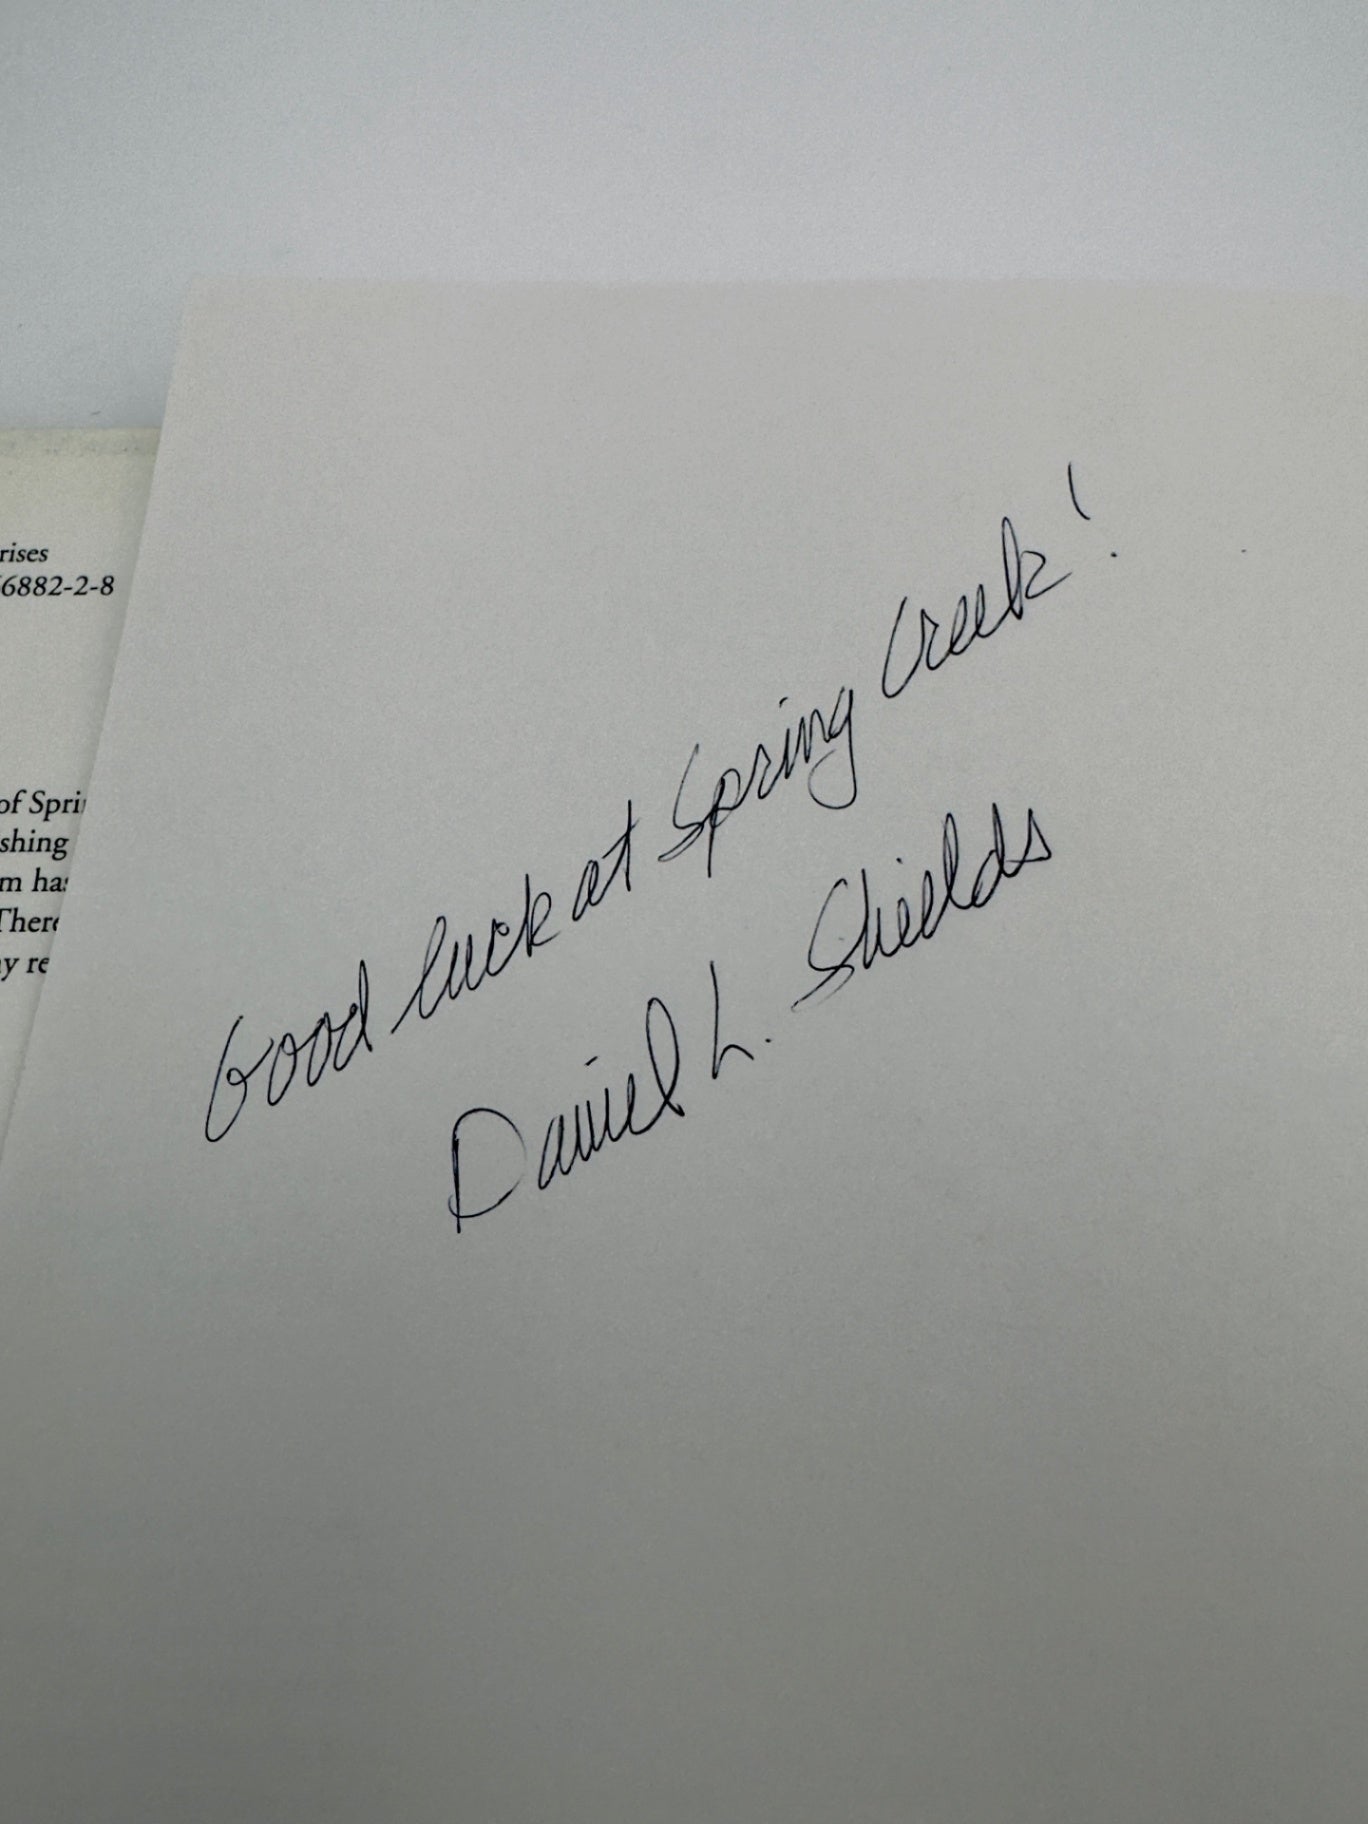 rises
6882-2-8
of Spri
shing
m has
There
y re
Good luck at Spring Creek!
Daniel L. Shields